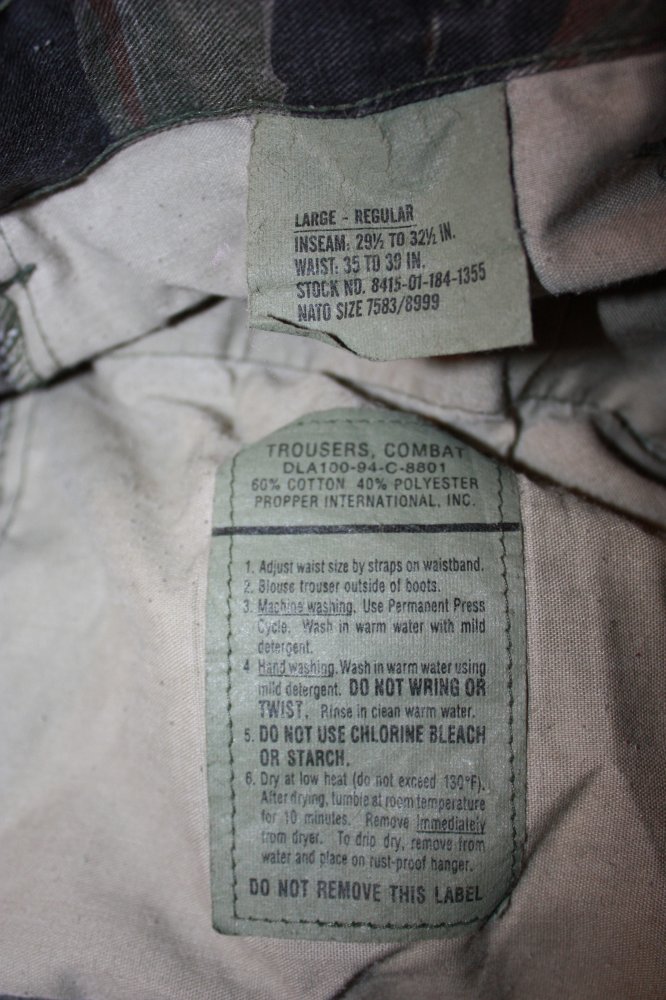 LARGE - REGULAR
INSEAM: 29½ TO 32½ IN.
WAIST: 35 TO 39 IN.
STOCK NO. 8415-01-184-1355
NATO SIZE 7583/8999
TROUSERS, COMBAT
DLA100-94-C-8801
60% COTTON 40% POLYESTER
PROPPER INTERNATIONAL, INC.
1. Adjust waist size by straps on waistband.
2. Blouse trouser outside of boots.
3. Machine washing. Use Permanent Press
Cycle. Wash in warm water with mild
detergent.
4 Hand washing. Wash in warm water using
mild detergent. DO NOT WRING OR
TWIST. Rinse in clean warm water.
5. DO NOT USE CHLORINE BLEACH
OR STARCH.
6. Dry at low heat (do not exceed 130°F).
After drying, tumble at room temperature
for 10 minutes. Remove immediately
from dryer. To drip dry, remove from
water and place on rust-proof hanger.
DO NOT REMOVE THIS LABEL